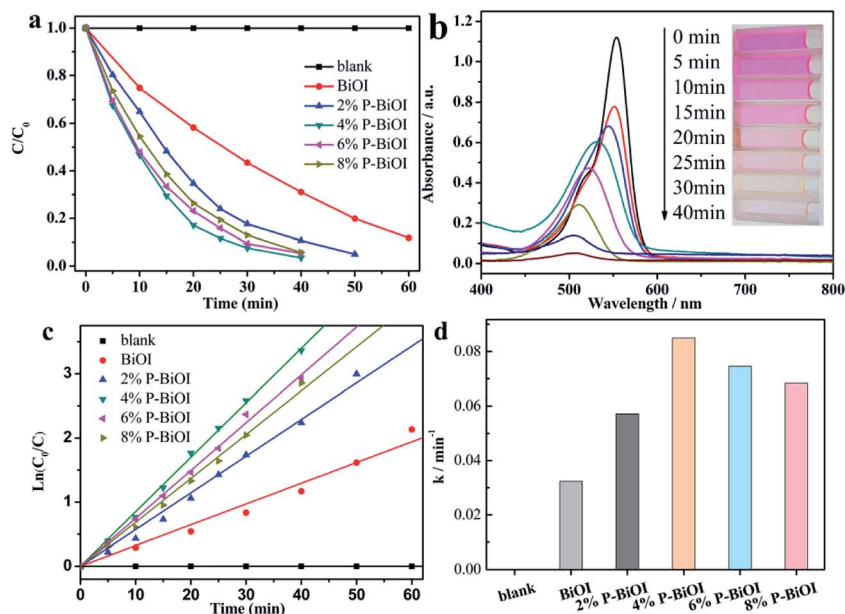 a
1.0
0.8
0.6
0.4
0.2
0.0
C/C0
blank
BiOI
2% P-BiOI
4% P-BiOI
6% P-BiOI
8% P-BiOI
0 10 20 30 40 50 60
Time (min)
b
1.2
1.0
0.8
0.6
0.4
0.2
0.0
Absorbance / a.u.
0 min
5 min
10min
15min
20min
25min
30min
40min
400 500 600 700 800
Wavelength / nm
c
3
2
1
0
Ln(C0/C)
blank
BiOI
2% P-BiOI
4% P-BiOI
6% P-BiOI
8% P-BiOI
0 10 20 30 40 50 60
Time (min)
d
0.08
0.06
0.04
0.02
0.00
k / min-1
blank BiOI 2% P-BiOI 4% P-BiOI 6% P-BiOI 8% P-BiOI